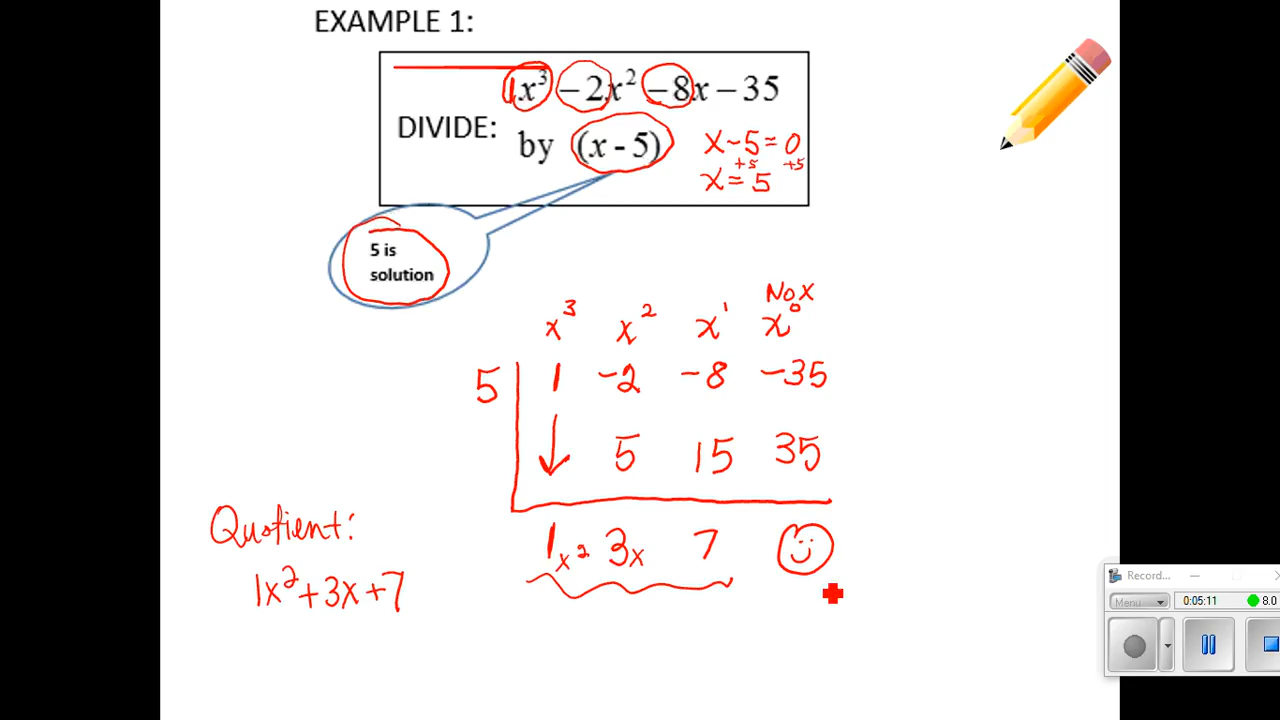 EXAMPLE 1:
1x³ – 2x² – 8x – 35
DIVIDE:
by (x - 5)
x – 5 = 0
+5 +5
x = 5
5 is
solution
No x
x³ x² x¹ x⁰
5 1 -2 -8 -35
5 15 35
1x² 3x 7
Quotient:
1x² + 3x + 7
Record...
Menu
0:05:11
8.0